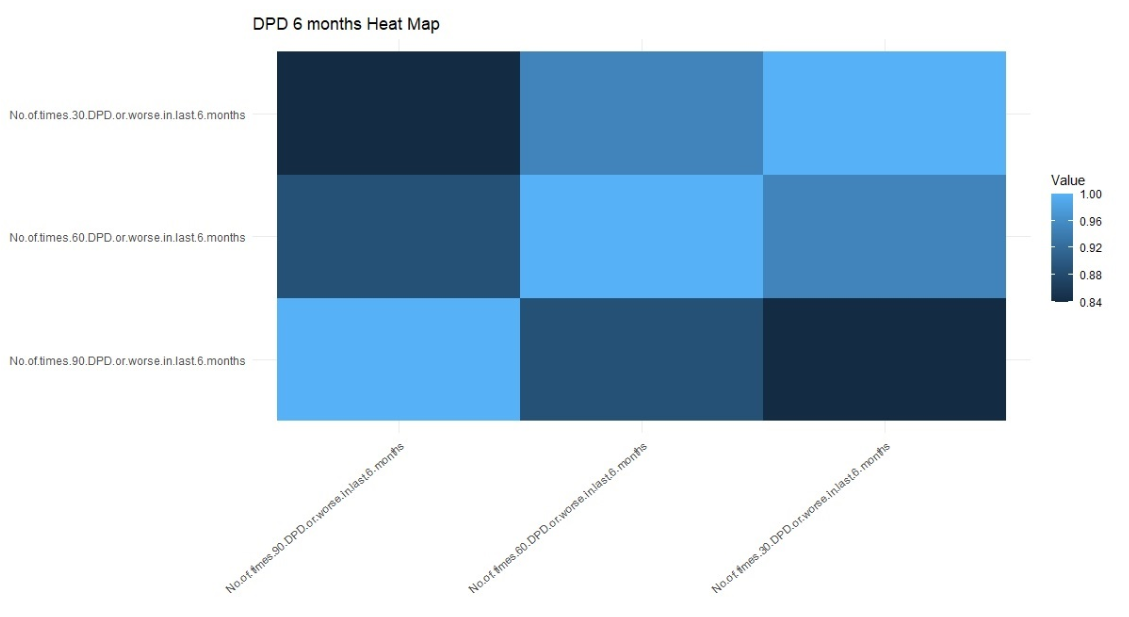 DPD 6 months Heat Map
No.of.times.30.DPD.or.worse.in.last.6.months
No.of.times.60.DPD.or.worse.in.last.6.months
No.of.times.90.DPD.or.worse.in.last.6.months
No.of.times.90.DPD.or.worse.in.last.6.months
No.of.times.60.DPD.or.worse.in.last.6.months
No.of.times.30.DPD.or.worse.in.last.6.months
Value
1.00
0.96
0.92
0.88
0.84